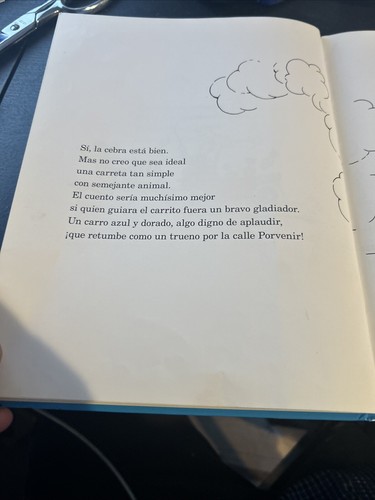 Sí, la cebra está bien.
Mas no creo que sea ideal
una carreta tan simple
con semejante animal.
El cuento sería muchísimo mejor
si quien guiara el carrito fuera un bravo gladiador.
Un carro azul y dorado, algo digno de aplaudir,
¡que retumbe como un trueno por la calle Porvenir!